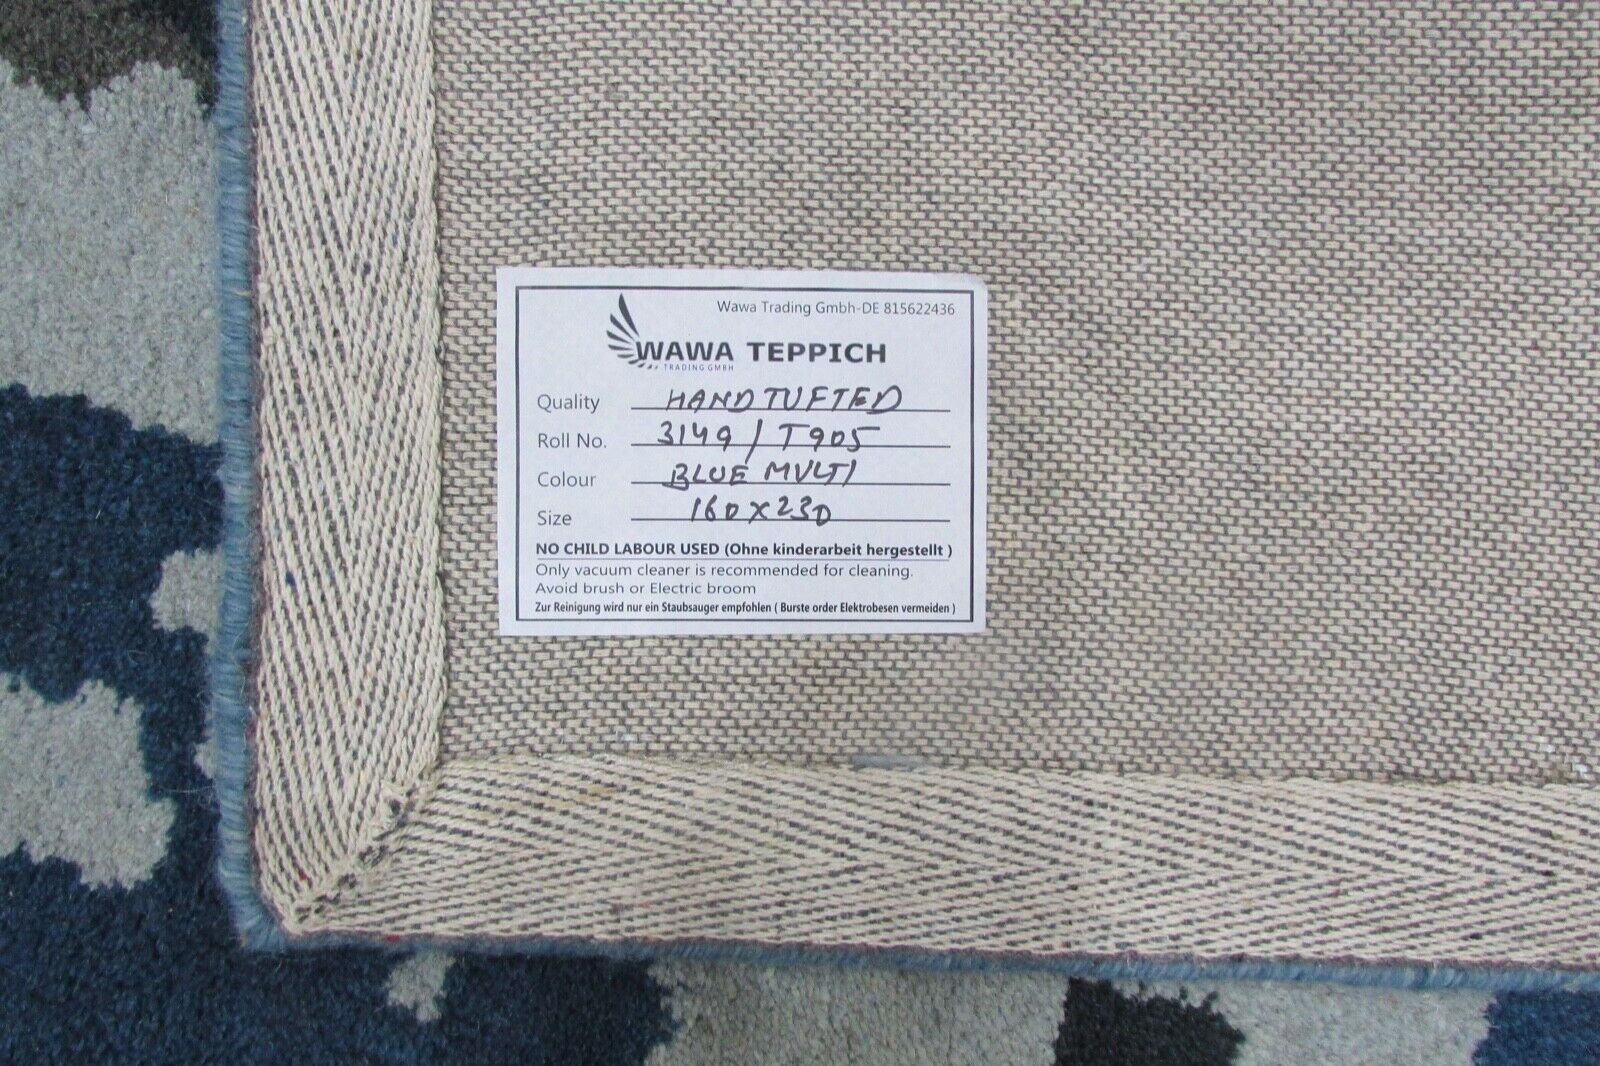 Wawa Trading Gmbh-DE 815622436
WAWA TEPPICH
TRADING GMBH
Quality HAND TUFTED
Roll No. 3149 / T905
Colour BLUE MULTI
Size 160x230
NO CHILD LABOUR USED (Ohne kinderarbeit hergestellt )
Only vacuum cleaner is recommended for cleaning.
Avoid brush or Electric broom
Zur Reinigung wird nur ein Staubsauger empfohlen ( Burste order Elektrobesen vermeiden )